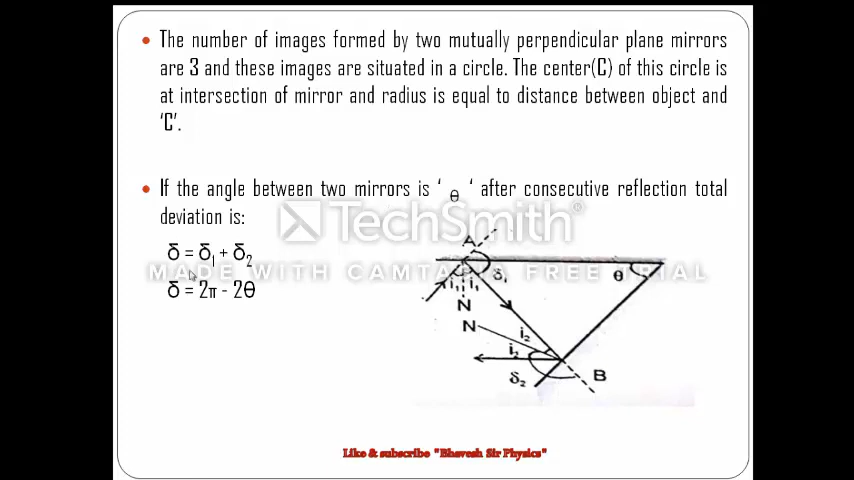 The number of images formed by two mutually perpendicular plane mirrors
are 3 and these images are situated in a circle. The center(C) of this circle is
at intersection of mirror and radius is equal to distance between object and
‘C’.
If the angle between two mirrors is ‘ θ ‘ after consecutive reflection total
deviation is:
TechSmith®
MADE WITH CAMTASIA FREE TRIAL
δ = δ₁ + δ₂
δ = 2π - 2θ
A
δ₁
θ
i₁ i₁
N
N
i₂
i₂
δ₂
B
Like & subscribe "Bhavesh Sir Physics"